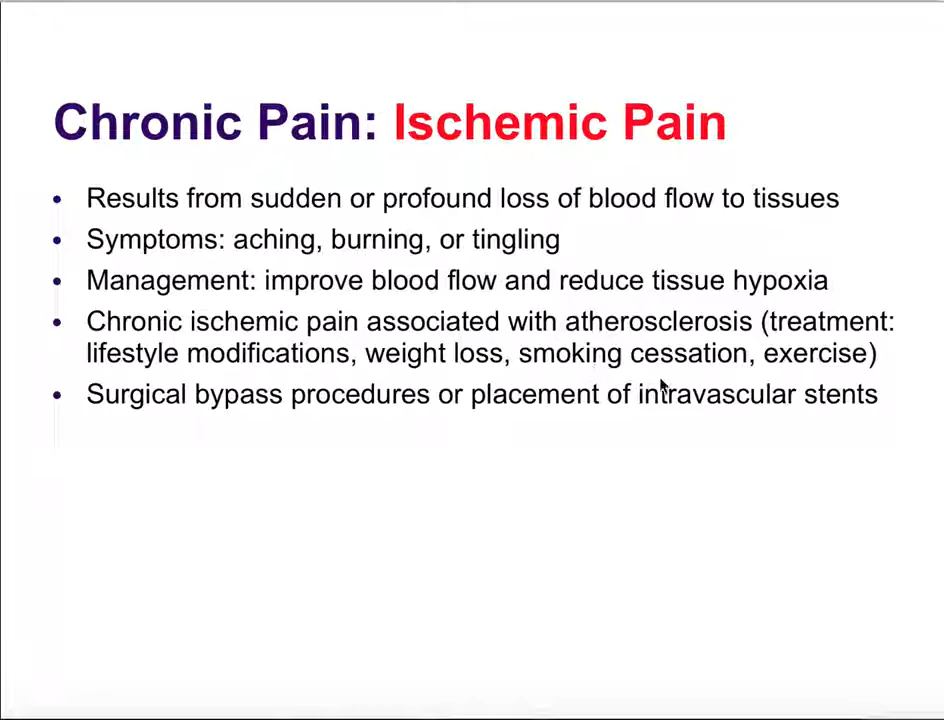 Chronic Pain: Ischemic Pain
• Results from sudden or profound loss of blood flow to tissues
• Symptoms: aching, burning, or tingling
• Management: improve blood flow and reduce tissue hypoxia
• Chronic ischemic pain associated with atherosclerosis (treatment:
lifestyle modifications, weight loss, smoking cessation, exercise)
• Surgical bypass procedures or placement of intravascular stents